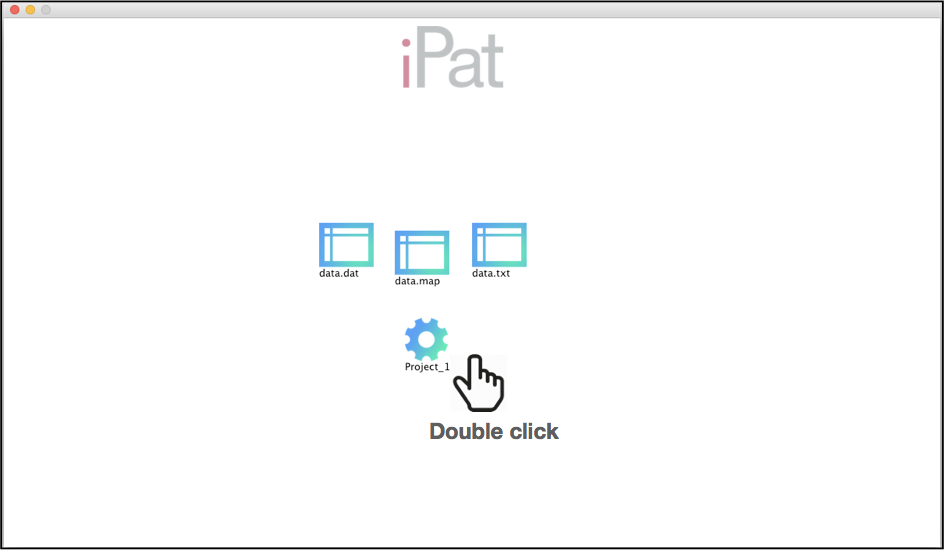 iPat
data.dat
data.map
data.txt
Project_1
Double click